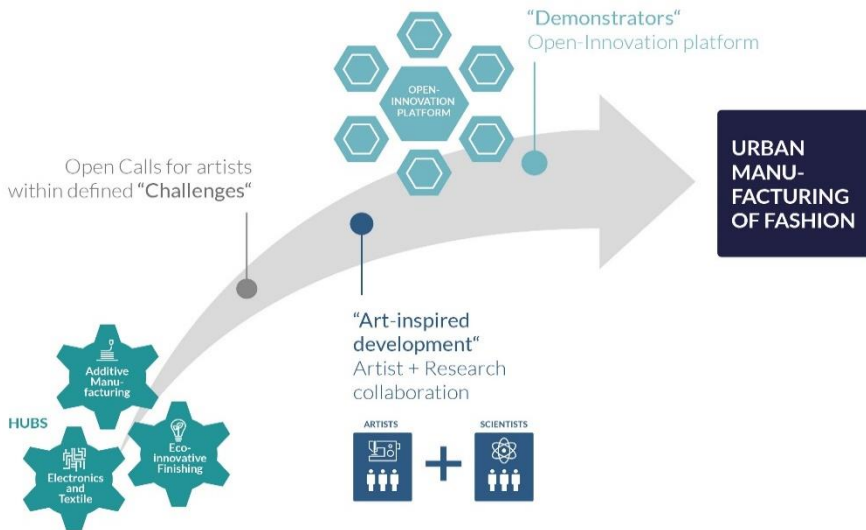 "Demonstrators"
Open-Innovation platform
OPEN-
INNOVATION
PLATFORM
URBAN
MANU-
FACTURING
OF FASHION
Open Calls for artists
within defined "Challenges"
"Art-inspired
development"
Artist + Research
collaboration
Additive
Manu-
facturing
HUBS
Eco-
innovative
Finishing
Electronics
and
Textile
ARTISTS
SCIENTISTS